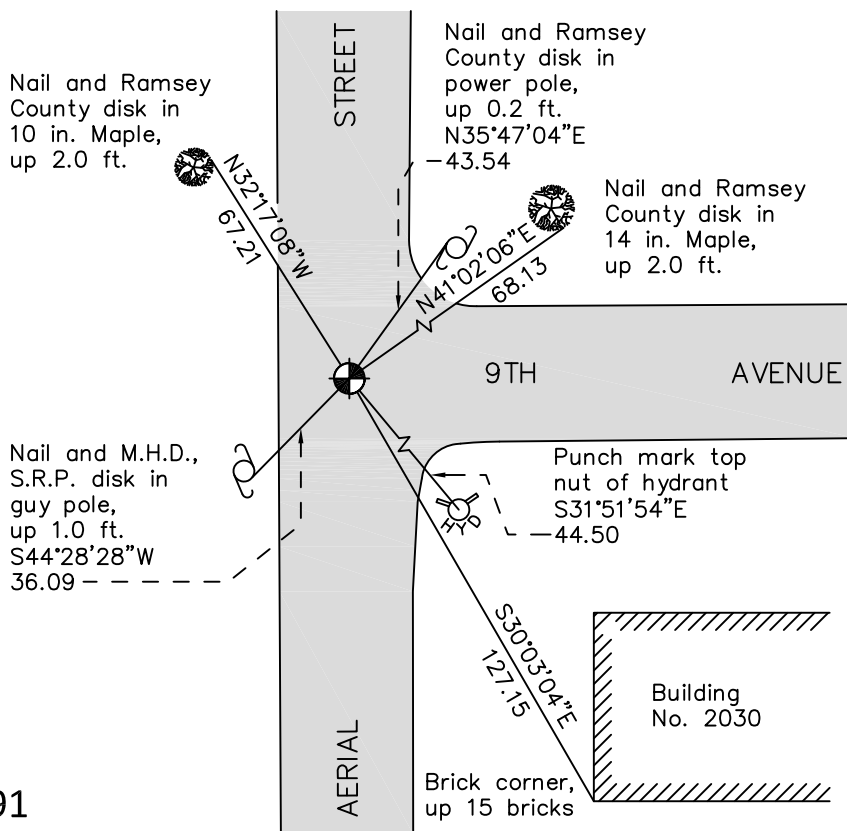 STREET
Nail and Ramsey
County disk in
10 in. Maple,
up 2.0 ft.
N32°17'08"W
67.21
Nail and Ramsey
County disk in
power pole,
up 0.2 ft.
N35°47'04"E
43.54
Nail and Ramsey
County disk in
14 in. Maple,
up 2.0 ft.
N41°02'06"E
68.13
9TH AVENUE
Nail and M.H.D.,
S.R.P. disk in
guy pole,
up 1.0 ft.
S44°28'28"W
36.09
Punch mark top
nut of hydrant
S31°51'54"E
44.50
HYD
S30°03'04"E
127.15
Building
No. 2030
AERIAL
Brick corner,
up 15 bricks
91